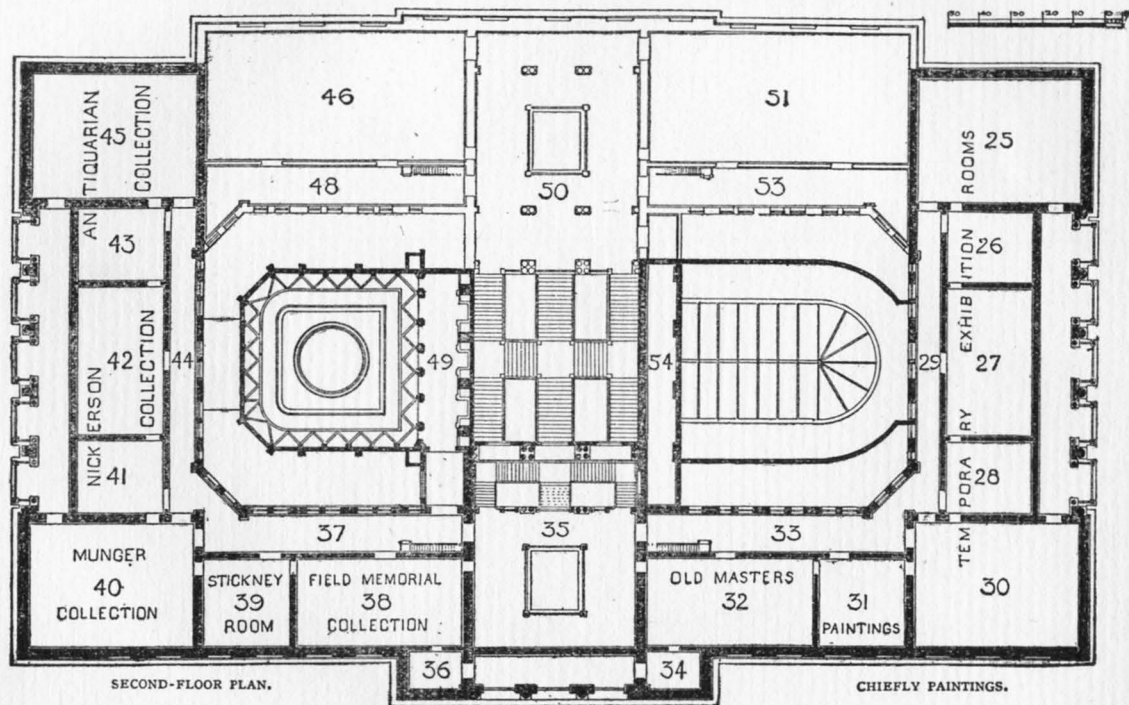 46
51
45
ANTIQUARIAN
COLLECTION
25
ROOMS
48
50
53
43
26
42
NICKERSON
COLLECTION
44
49
54
29
27
EXHIBITION
41
28
TEMPORARY
37
35
33
MUNGER
40
COLLECTION
STICKNEY
39
ROOM
FIELD MEMORIAL
38
COLLECTION
OLD MASTERS
32
31
PAINTINGS
30
36
34
SECOND-FLOOR PLAN.
CHIEFLY PAINTINGS.